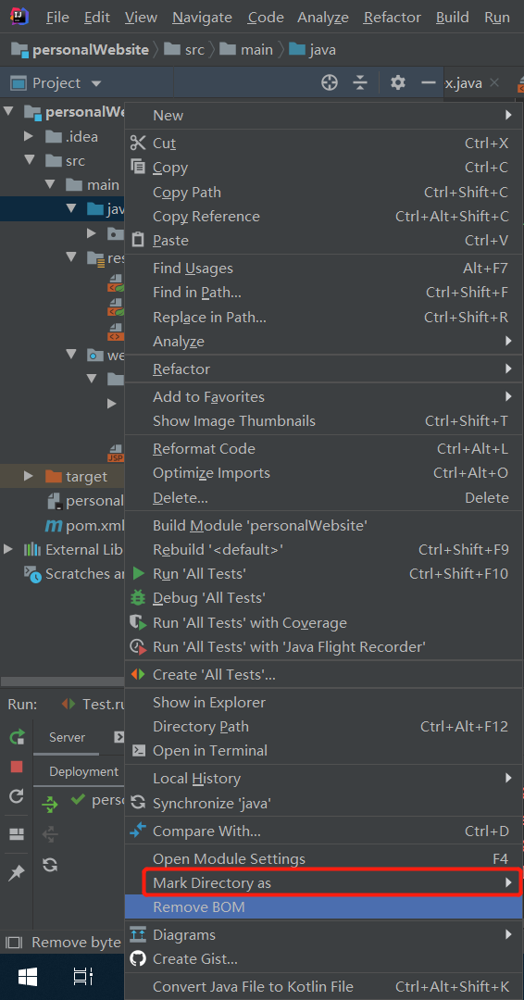 File Edit View Navigate Code Analyze Refactor Build Run
personalWebsite src main java
Project
x.java
personalWe
.idea
src
main
jav
res
we
target
personal
pom.xml
External Lib
Scratches a
New
Cut Ctrl+X
Copy Ctrl+C
Copy Path Ctrl+Shift+C
Copy Reference Ctrl+Alt+Shift+C
Paste Ctrl+V
Find Usages Alt+F7
Find in Path... Ctrl+Shift+F
Replace in Path... Ctrl+Shift+R
Analyze
Refactor
Add to Favorites
Show Image Thumbnails Ctrl+Shift+T
Reformat Code Ctrl+Alt+L
Optimize Imports Ctrl+Alt+O
Delete... Delete
Build Module 'personalWebsite'
Rebuild '<default>' Ctrl+Shift+F9
Run 'All Tests' Ctrl+Shift+F10
Debug 'All Tests'
Run 'All Tests' with Coverage
Run 'All Tests' with 'Java Flight Recorder'
Create 'All Tests'...
Show in Explorer
Directory Path Ctrl+Alt+F12
Open in Terminal
Local History
Synchronize 'java'
Compare With... Ctrl+D
Open Module Settings F4
Mark Directory as
Remove BOM
Diagrams
Create Gist...
Convert Java File to Kotlin File Ctrl+Alt+Shift+K
Run: Test.ru
Server
Deployment
perso
Remove byte